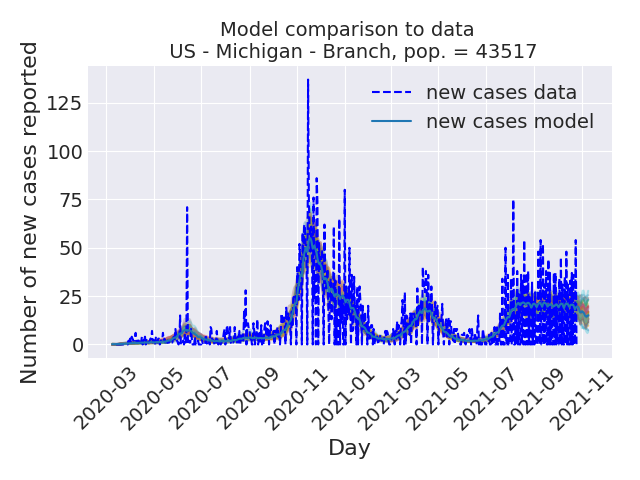 Model comparison to data
US - Michigan - Branch, pop. = 43517
Number of new cases reported
125
100
75
50
25
0
new cases data
new cases model
2020-03
2020-05
2020-07
2020-09
2020-11
2021-01
2021-03
2021-05
2021-07
2021-09
2021-11
Day